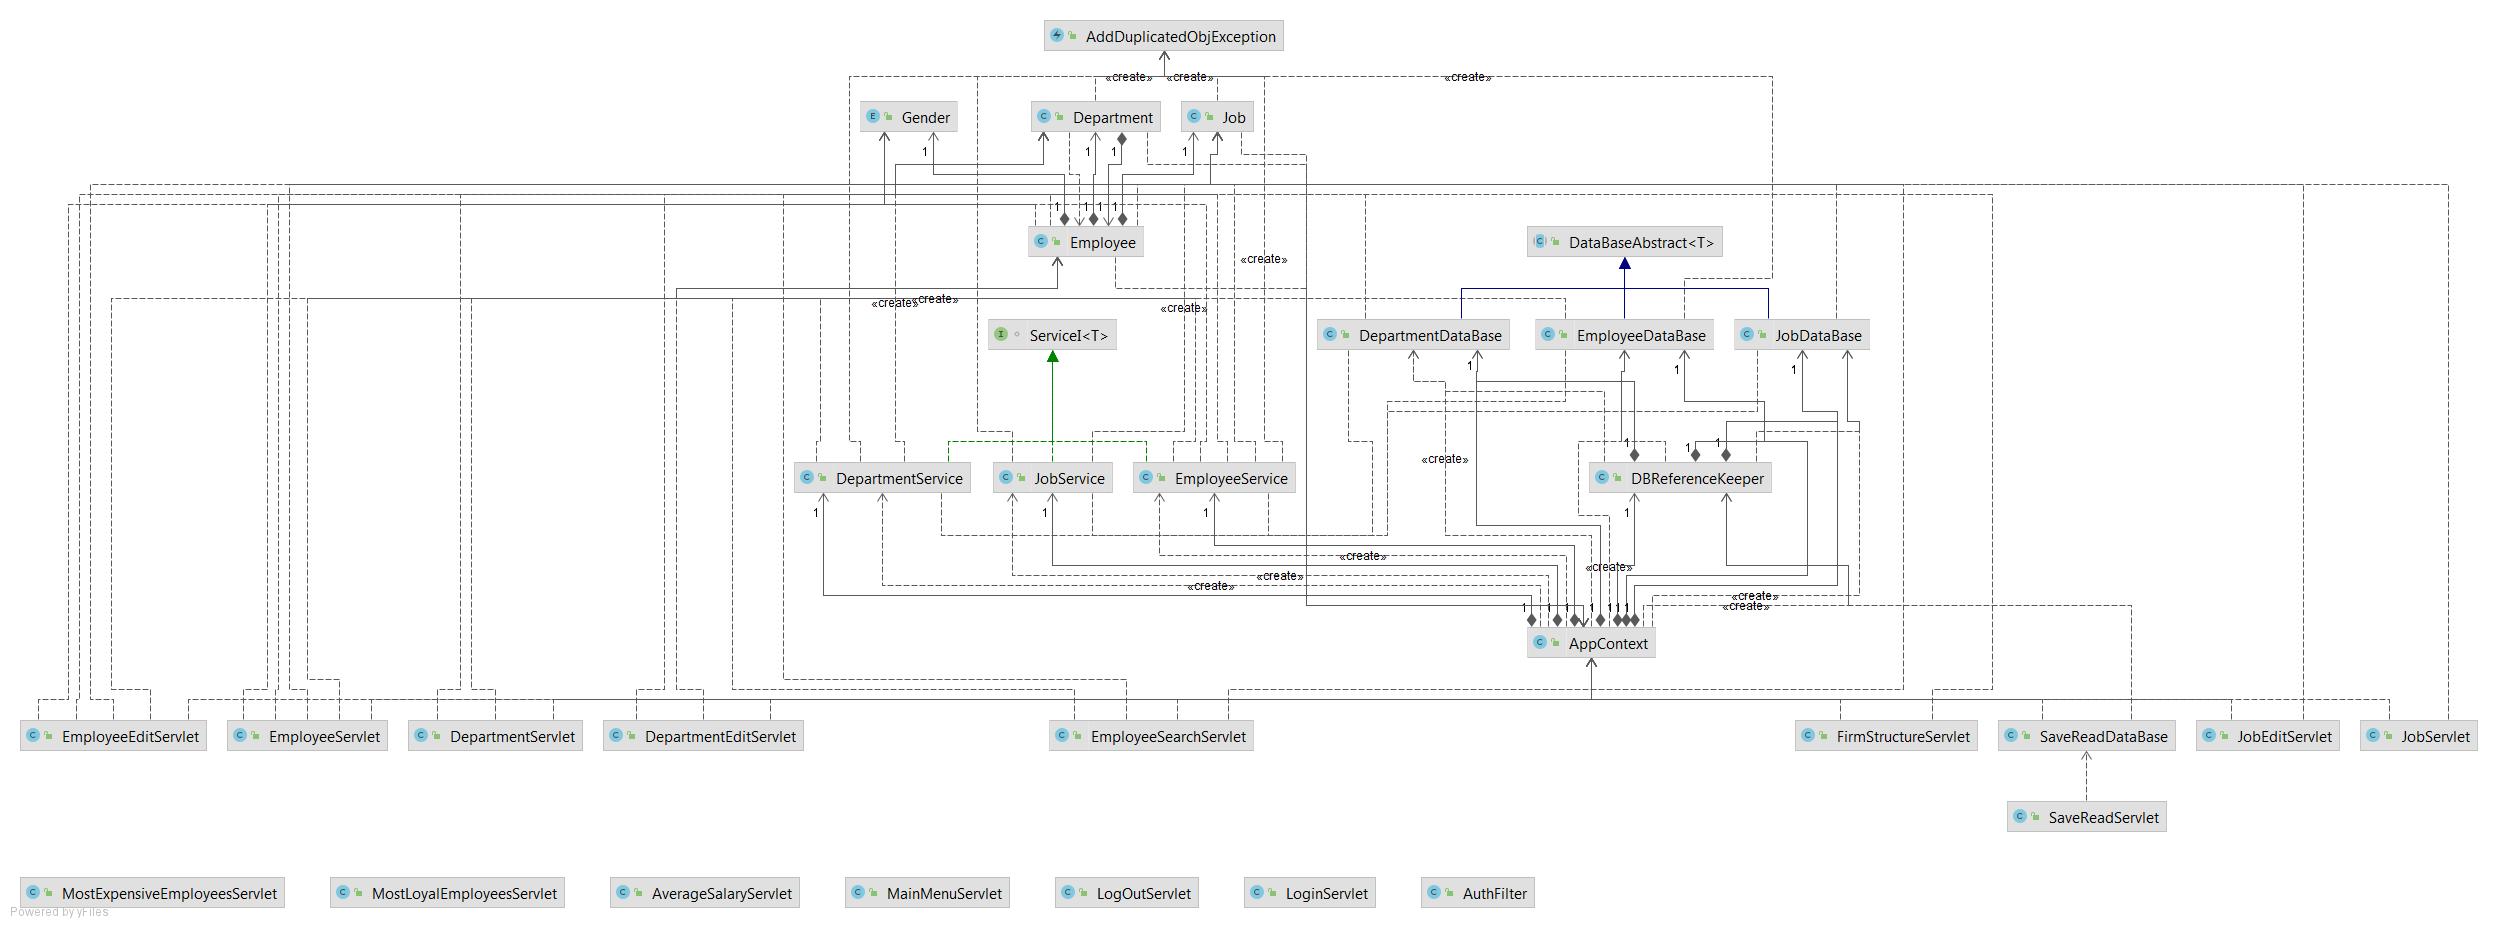 AddDuplicatedObjException
«create» «create» «create»
Gender
Department
Job
1 1 1 1
1 1 1 1
Employee
DataBaseAbstract<T>
«create»
«create» «create» «create»
ServiceI<T>
DepartmentDataBase
EmployeeDataBase
JobDataBase
1 1 1
1 1 1
«create»
DepartmentService
JobService
EmployeeService
DBReferenceKeeper
1 1 1 1
«create»
«create»
«create»
«create»
«create»
«create»
1 1 1 1 1 1 1
AppContext
EmployeeEditServlet
EmployeeServlet
DepartmentServlet
DepartmentEditServlet
EmployeeSearchServlet
FirmStructureServlet
SaveReadDataBase
JobEditServlet
JobServlet
SaveReadServlet
MostExpensiveEmployeesServlet
MostLoyalEmployeesServlet
AverageSalaryServlet
MainMenuServlet
LogOutServlet
LoginServlet
AuthFilter
Powered by yFiles